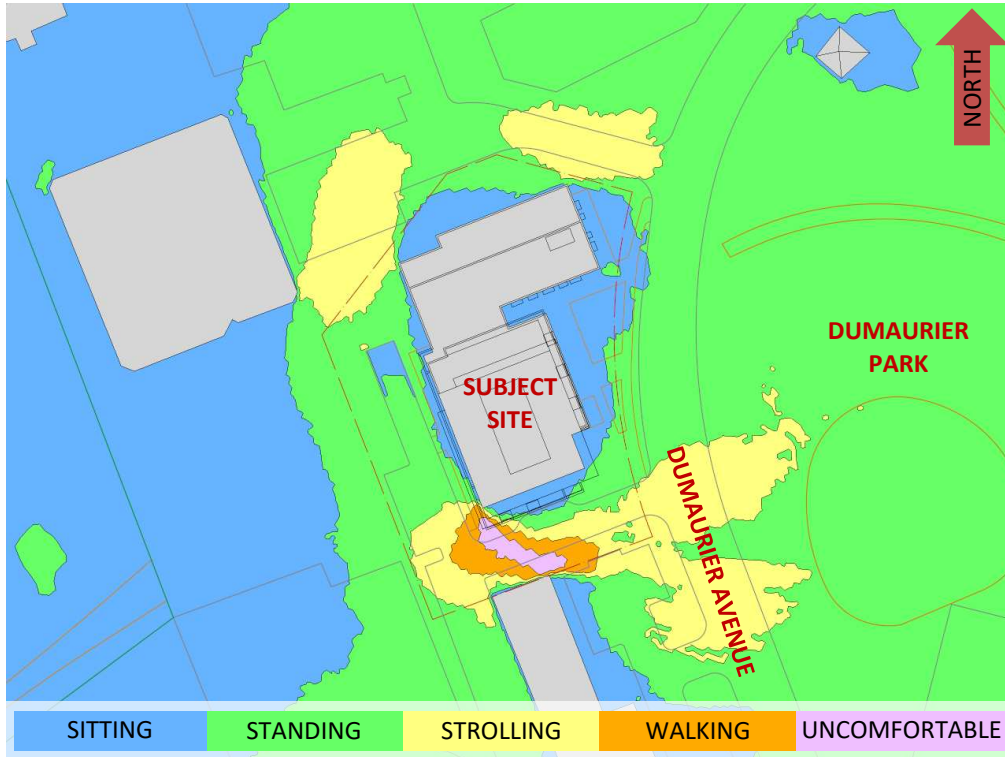 NORTH
DUMAURIER
PARK
SUBJECT
SITE
DUMAURIER AVENUE
SITTING
STANDING
STROLLING
WALKING
UNCOMFORTABLE